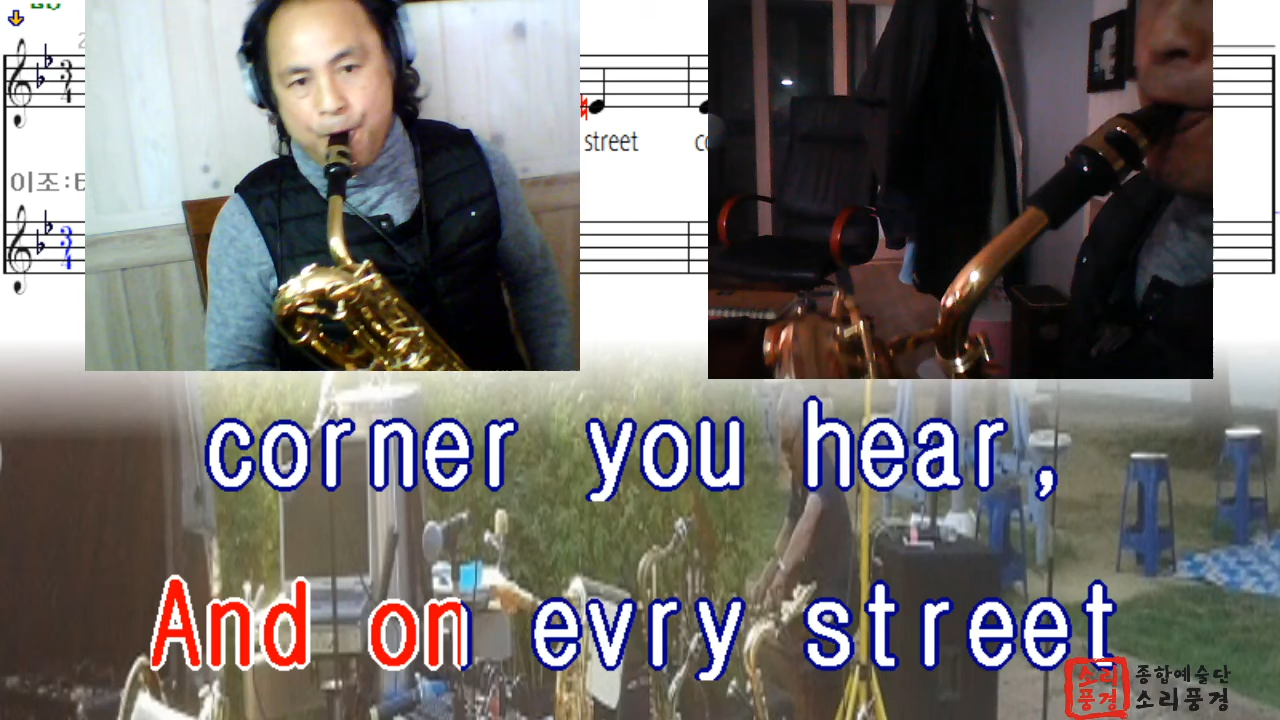 street
이조:
corner you hear,
And on evry street
소리
풍경
종합예술단
소리풍경